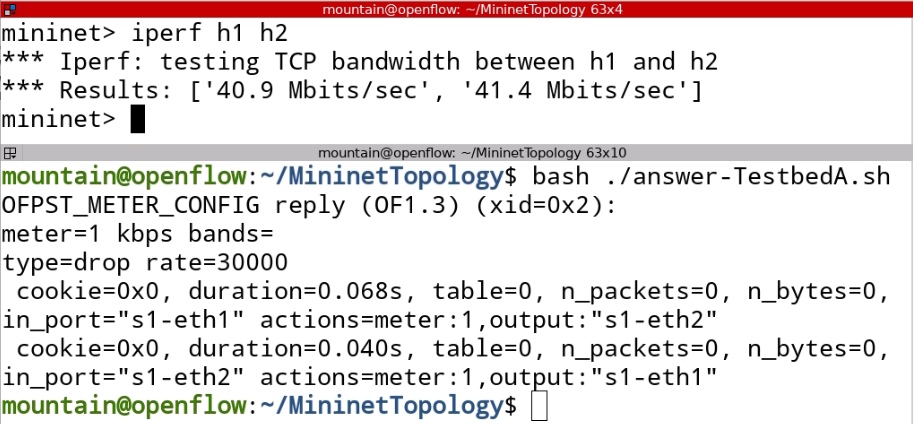 mountain@openflow: ~/MininetTopology 63x4
mininet> iperf h1 h2
*** Iperf: testing TCP bandwidth between h1 and h2
*** Results: ['40.9 Mbits/sec', '41.4 Mbits/sec']
mininet>
mountain@openflow: ~/MininetTopology 63x10
mountain@openflow:~/MininetTopology$ bash ./answer-TestbedA.sh
OFPST_METER_CONFIG reply (OF1.3) (xid=0x2):
meter=1 kbps bands=
type=drop rate=30000
 cookie=0x0, duration=0.068s, table=0, n_packets=0, n_bytes=0,
in_port="s1-eth1" actions=meter:1,output:"s1-eth2"
 cookie=0x0, duration=0.040s, table=0, n_packets=0, n_bytes=0,
in_port="s1-eth2" actions=meter:1,output:"s1-eth1"
mountain@openflow:~/MininetTopology$